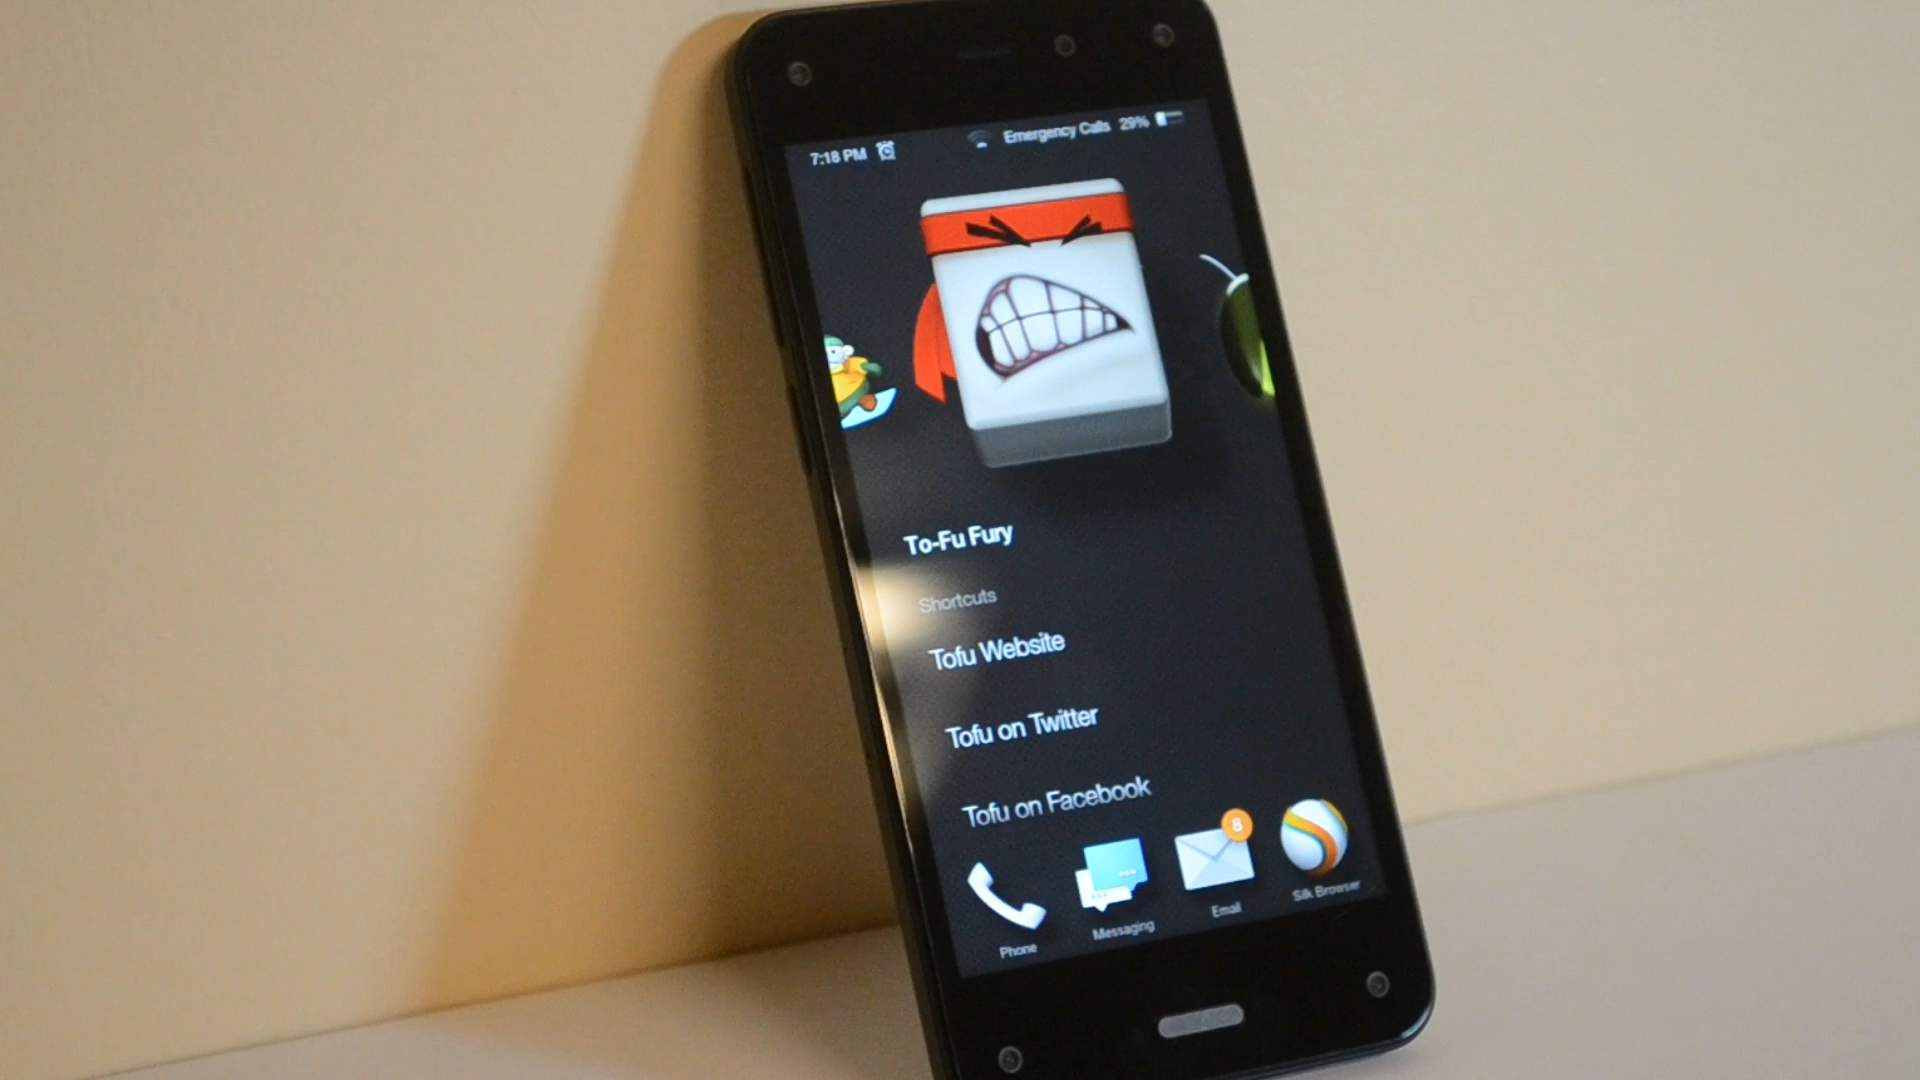 7:18 PM Emergency Calls 29%
To-Fu Fury
Shortcuts
Tofu Website
Tofu on Twitter
Tofu on Facebook
8
Phone Messaging Email Silk Browser